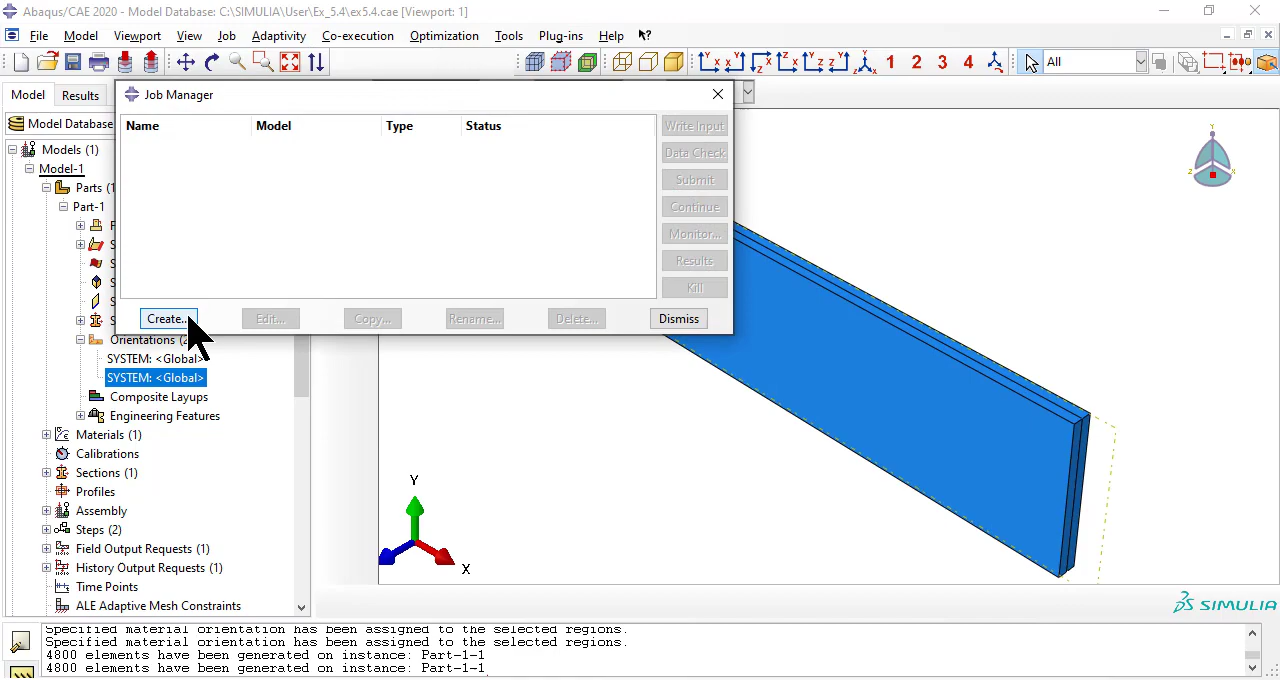 Abaqus/CAE 2020 - Model Database: C:\SIMULIA\User\Ex_5.4\ex5.4.cae [Viewport: 1]
File Model Viewport View Job Adaptivity Co-execution Optimization Tools Plug-ins Help
1 2 3 4 All
Model Results
Job Manager
Model Database
Name Model Type Status
Write Input
Data Check
Submit
Continue
Monitor...
Results
Kill
Create... Edit... Copy... Rename... Delete... Dismiss
Models (1)
Model-1
Parts (1
Part-1
Orientations (2
SYSTEM: <Global>
SYSTEM: <Global>
Composite Layups
Engineering Features
Materials (1)
Calibrations
Sections (1)
Profiles
Assembly
Steps (2)
Field Output Requests (1)
History Output Requests (1)
Time Points
ALE Adaptive Mesh Constraints
Y
X
Y
Z
X
SIMULIA
Specified material orientation has been assigned to the selected regions.
Specified material orientation has been assigned to the selected regions.
4800 elements have been generated on instance: Part-1-1
4800 elements have been generated on instance: Part-1-1